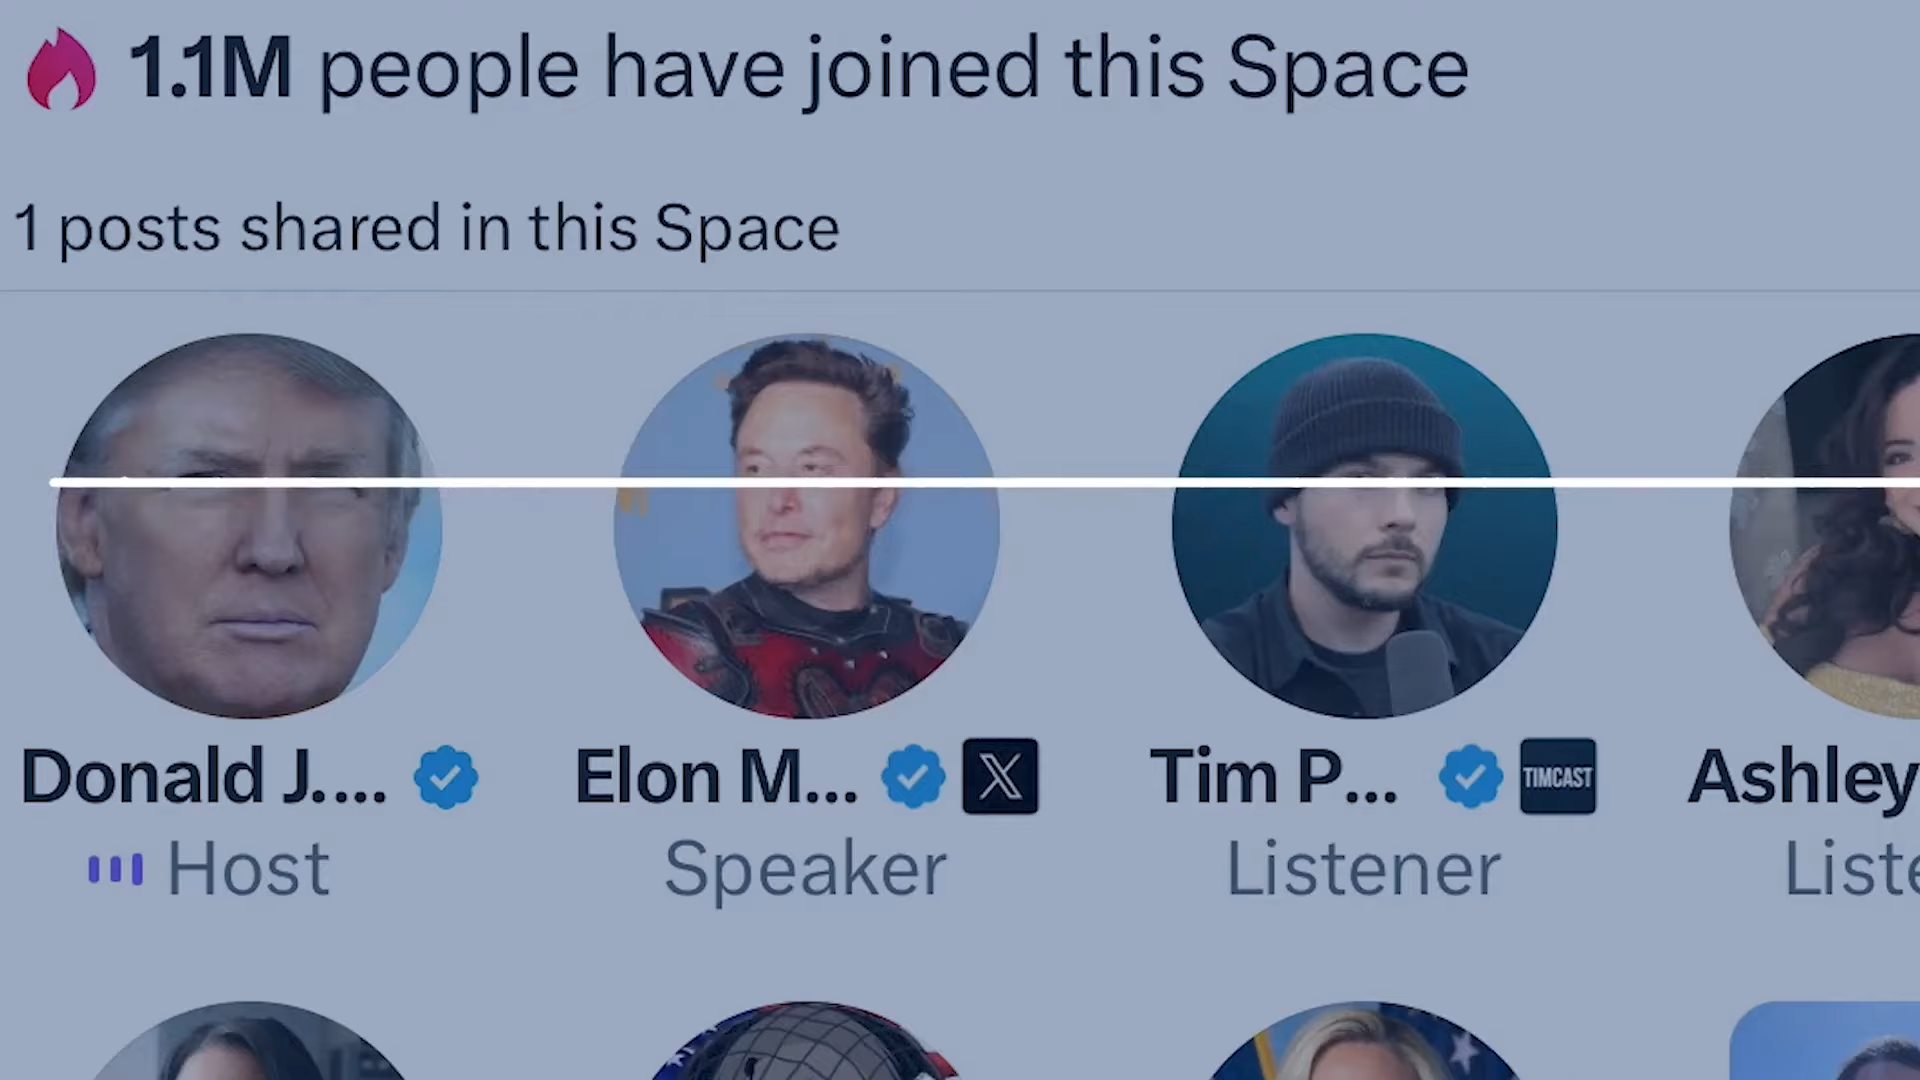 1.1M people have joined this Space
1 posts shared in this Space
Donald J.... Elon M... X Tim P... TIMCAST Ashley
Host Speaker Listener Liste